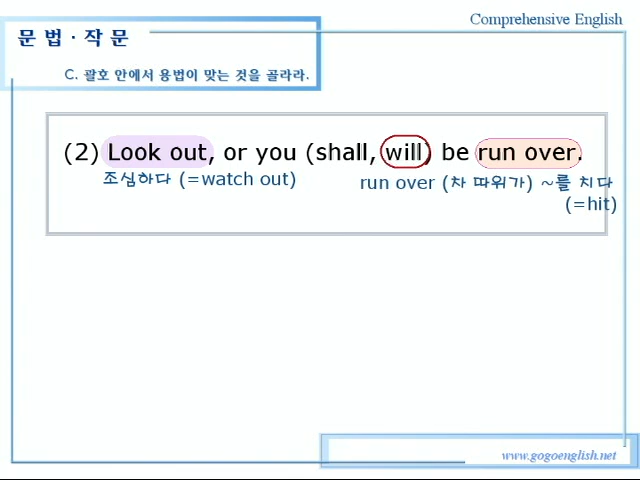 Comprehensive English
문 법 · 작 문
C. 괄호 안에서 용법이 맞는 것을 골라라.
(2) Look out, or you (shall, will) be run over.
조심하다 (=watch out)
run over (차 따위가) ~를 치다
(=hit)
www.gogoenglish.net